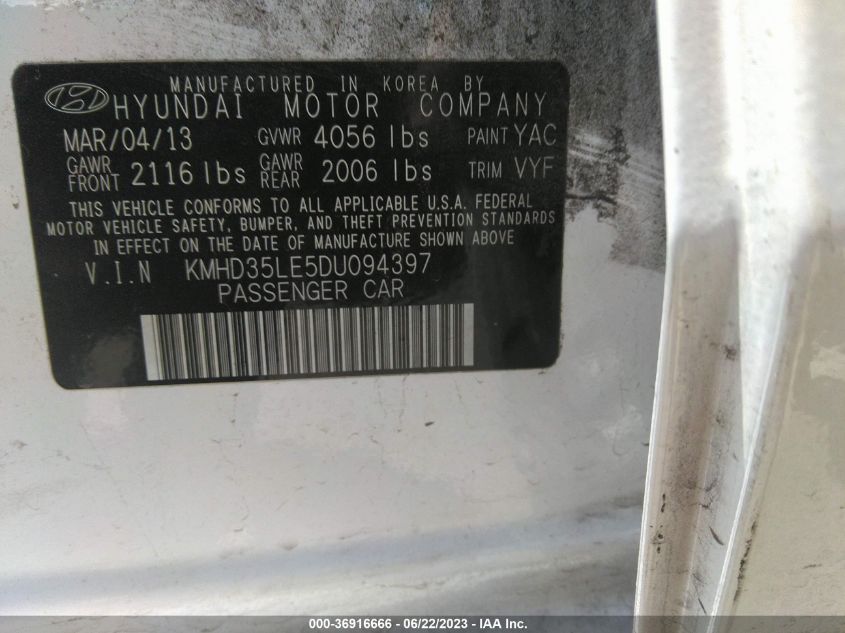 MANUFACTURED IN KOREA BY
HYUNDAI MOTOR COMPANY
MAR/04/13 GVWR 4056 lbs PAINT YAC
GAWR FRONT 2116 lbs GAWR REAR 2006 lbs TRIM VYF
THIS VEHICLE CONFORMS TO ALL APPLICABLE U.S.A. FEDERAL
MOTOR VEHICLE SAFETY, BUMPER, AND THEFT PREVENTION STANDARDS
IN EFFECT ON THE DATE OF MANUFACTURE SHOWN ABOVE
V.I.N KMHD35LE5DU094397
PASSENGER CAR
000-36916666 - 06/22/2023 - IAA Inc.